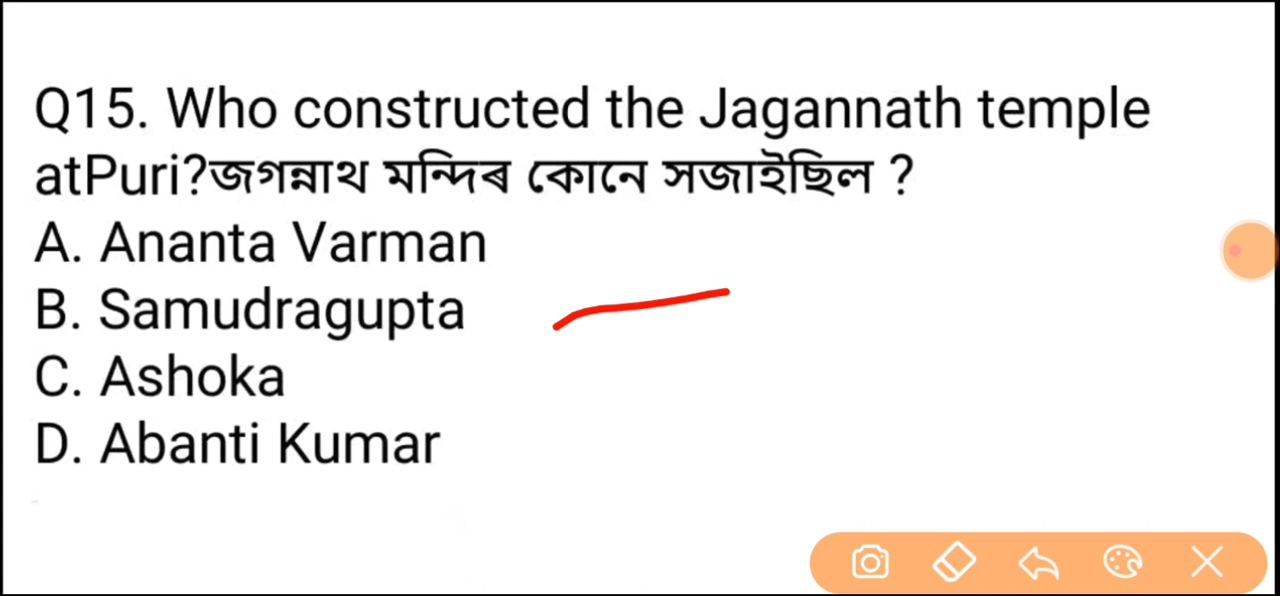 Q15. Who constructed the Jagannath temple
atPuri?জগন্নাথ মন্দিৰ কোনে সজাইছিল ?
A. Ananta Varman
B. Samudragupta
C. Ashoka
D. Abanti Kumar